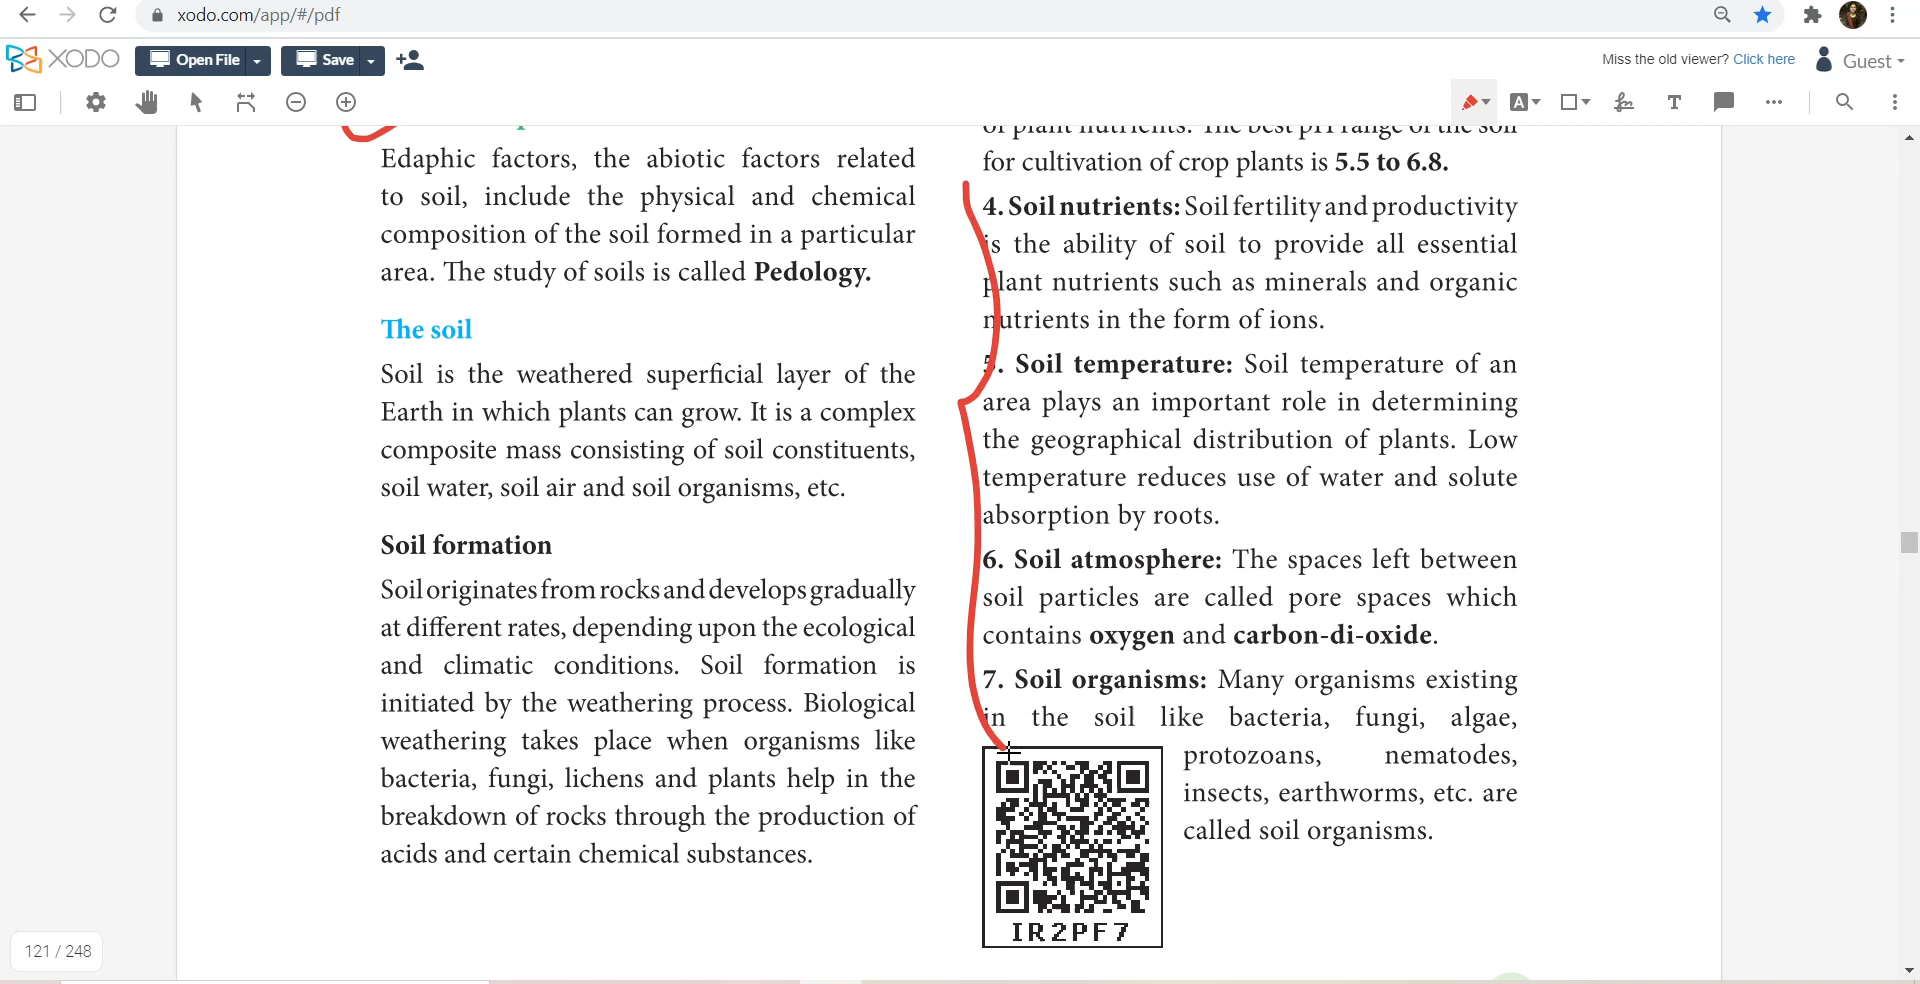 xodo.com/app/#/pdf
XODO
Open File
Save
Miss the old viewer? Click here
Guest
Edaphic factors, the abiotic factors related
to soil, include the physical and chemical
composition of the soil formed in a particular
area. The study of soils is called Pedology.
The soil
Soil is the weathered superficial layer of the
Earth in which plants can grow. It is a complex
composite mass consisting of soil constituents,
soil water, soil air and soil organisms, etc.
Soil formation
Soil originates from rocks and develops gradually
at different rates, depending upon the ecological
and climatic conditions. Soil formation is
initiated by the weathering process. Biological
weathering takes place when organisms like
bacteria, fungi, lichens and plants help in the
breakdown of rocks through the production of
acids and certain chemical substances.
of plant nutrients. The best pH range of the soil
for cultivation of crop plants is 5.5 to 6.8.
4. Soil nutrients: Soil fertility and productivity
is the ability of soil to provide all essential
plant nutrients such as minerals and organic
nutrients in the form of ions.
5. Soil temperature: Soil temperature of an
area plays an important role in determining
the geographical distribution of plants. Low
temperature reduces use of water and solute
absorption by roots.
6. Soil atmosphere: The spaces left between
soil particles are called pore spaces which
contains oxygen and carbon-di-oxide.
7. Soil organisms: Many organisms existing
in the soil like bacteria, fungi, algae,
protozoans, nematodes,
insects, earthworms, etc. are
called soil organisms.
IR2PF7
121 / 248